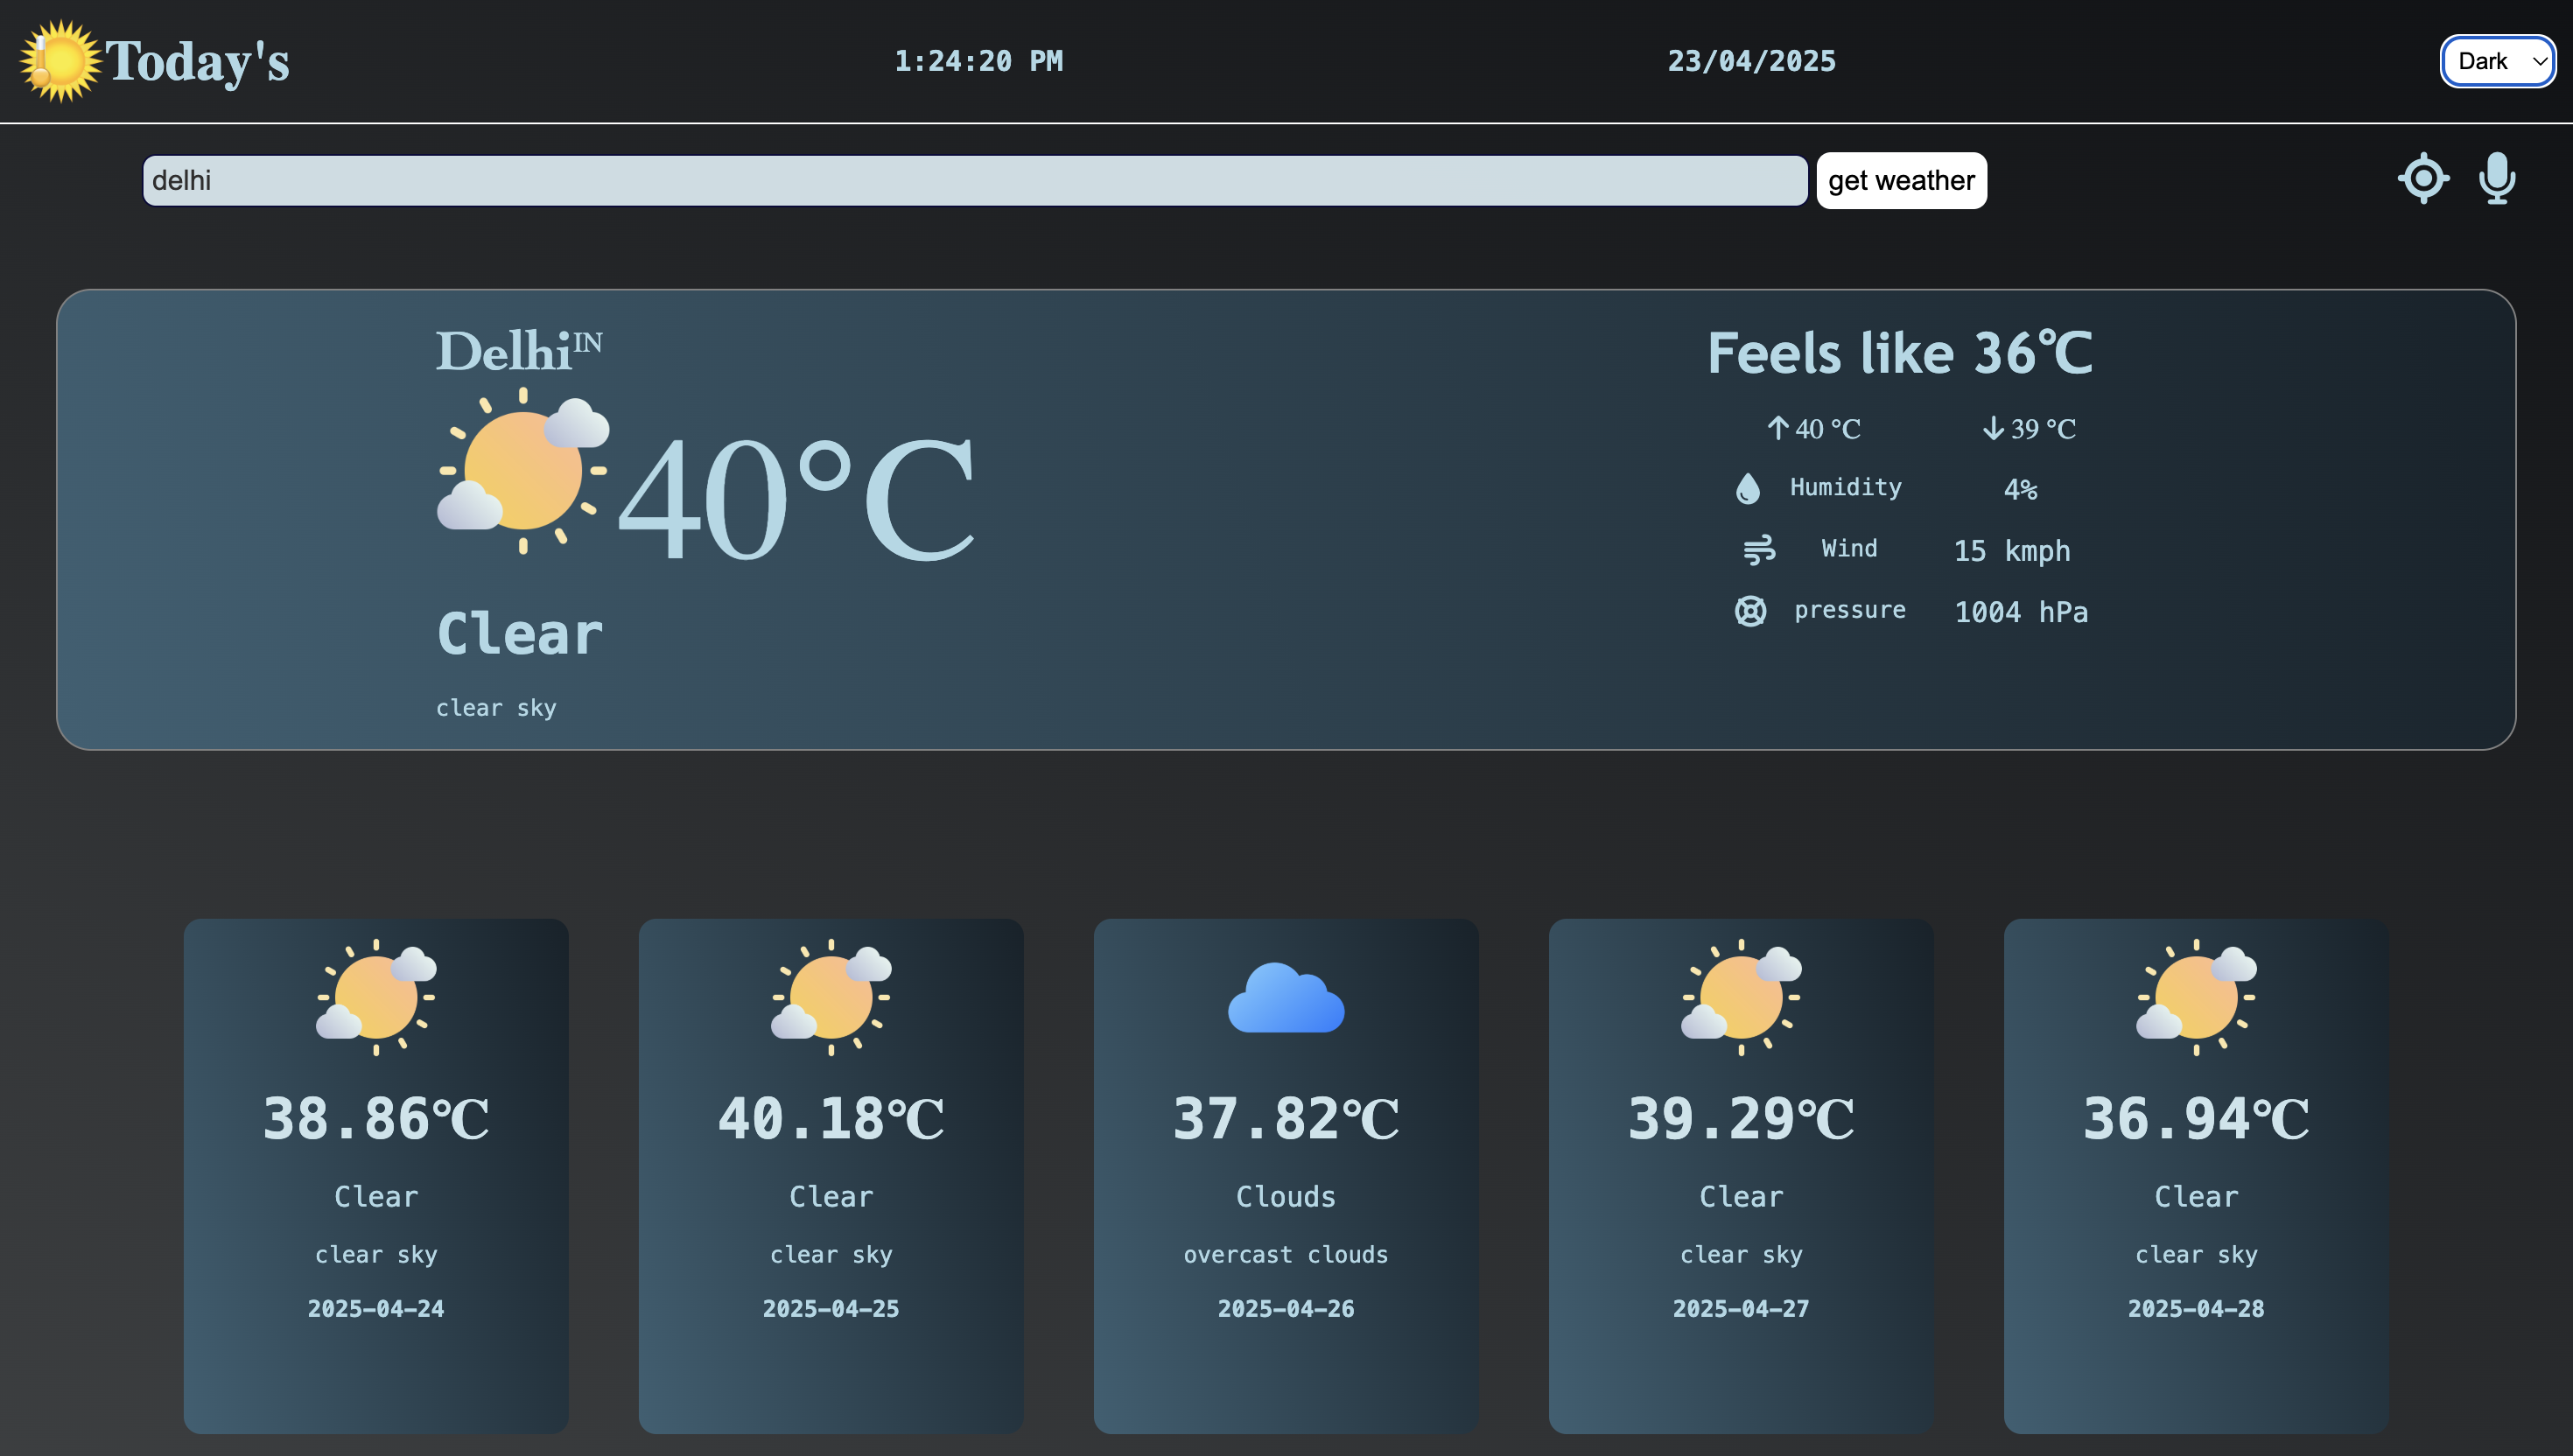 Today's
1:24:20 PM
23/04/2025
Dark
delhi
get weather
DelhiIN
40°C
Clear
clear sky
Feels like 36°C
↑40 °C ↓39 °C
Humidity 4%
Wind 15 kmph
pressure 1004 hPa
38.86℃
Clear
clear sky
2025-04-24
40.18℃
Clear
clear sky
2025-04-25
37.82℃
Clouds
overcast clouds
2025-04-26
39.29℃
Clear
clear sky
2025-04-27
36.94℃
Clear
clear sky
2025-04-28